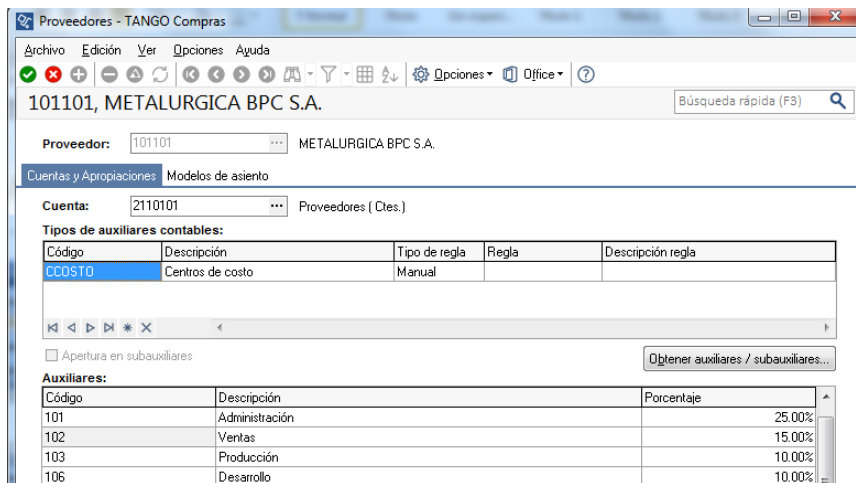 Proveedores - TANGO Compras
Archivo Edición Ver Opciones Ayuda
Opciones Office
101101, METALURGICA BPC S.A.
Búsqueda rápida (F3)
Proveedor: 101101 ... METALURGICA BPC S.A.
Cuentas y Apropiaciones Modelos de asiento
Cuenta: 2110101 ... Proveedores ( Ctes.)
Tipos de auxiliares contables:
Código Descripción Tipo de regla Regla Descripción regla
CCOSTO Centros de costo Manual
Apertura en subauxiliares
Obtener auxiliares / subauxiliares...
Auxiliares:
Código Descripción Porcentaje
101 Administración 25.00%
102 Ventas 15.00%
103 Producción 10.00%
106 Desarrollo 10.00%